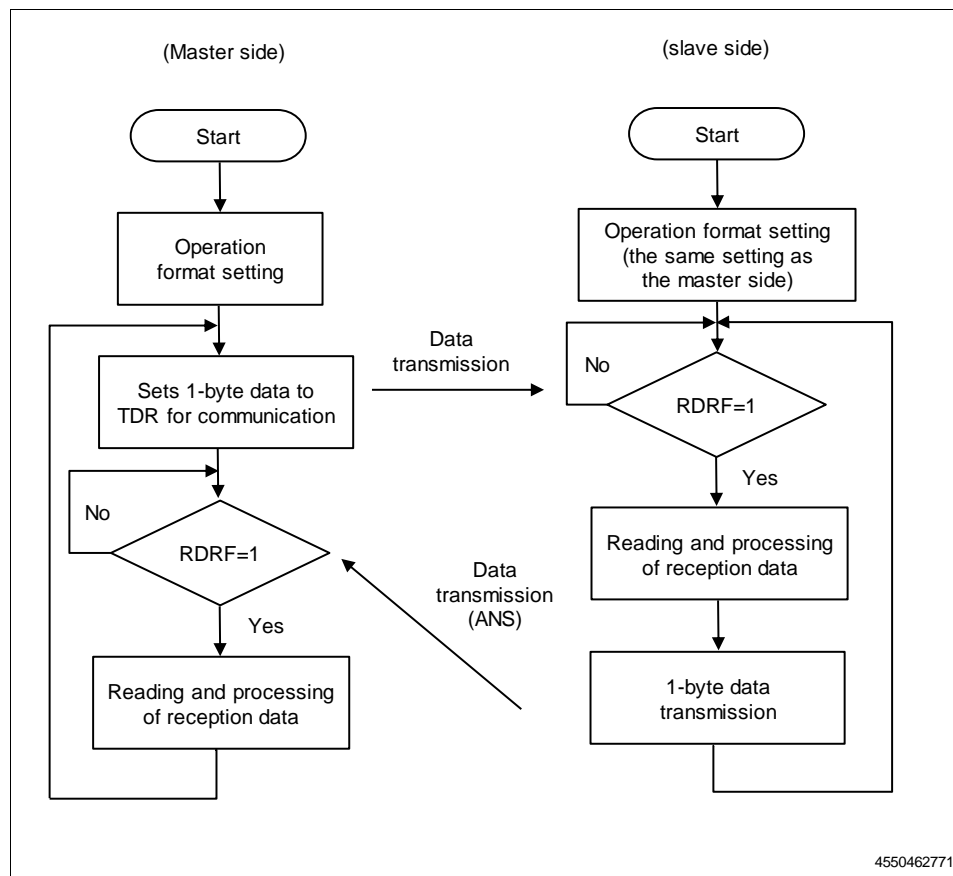 (Master side)
Start
Operation
format setting
Sets 1-byte data to
TDR for communication
No
RDRF=1
Yes
Reading and processing
of reception data
Data
transmission
Data
transmission
(ANS)
(slave side)
Start
Operation format setting
(the same setting as
the master side)
No
RDRF=1
Yes
Reading and processing
of reception data
1-byte data
transmission
4550462771